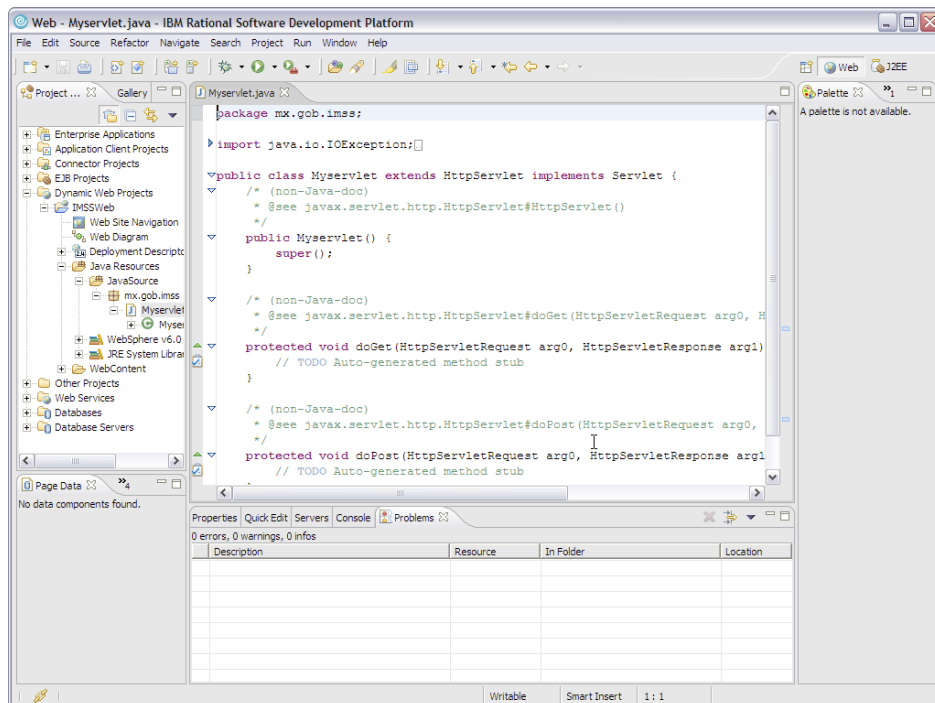 Web - Myservlet.java - IBM Rational Software Development Platform
File Edit Source Refactor Navigate Search Project Run Window Help
Web J2EE
Project ... Gallery
Enterprise Applications
Application Client Projects
Connector Projects
EJB Projects
Dynamic Web Projects
IMSSWeb
Web Site Navigation
Web Diagram
Deployment Descripto
Java Resources
JavaSource
mx.gob.imss
Myservlet
Myser
WebSphere v6.0
JRE System Librar
WebContent
Other Projects
Web Services
Databases
Database Servers
Page Data »4
No data components found.
Myservlet.java
package mx.gob.imss;
import java.io.IOException;
public class Myservlet extends HttpServlet implements Servlet {
/* (non-Java-doc)
* @see javax.servlet.http.HttpServlet#HttpServlet()
*/
public Myservlet() {
super();
}
/* (non-Java-doc)
* @see javax.servlet.http.HttpServlet#doGet(HttpServletRequest arg0, H
*/
protected void doGet(HttpServletRequest arg0, HttpServletResponse arg1)
// TODO Auto-generated method stub
}
/* (non-Java-doc)
* @see javax.servlet.http.HttpServlet#doPost(HttpServletRequest arg0,
*/
protected void doPost(HttpServletRequest arg0, HttpServletResponse arg1
// TODO Auto-generated method stub
Palette »1
A palette is not available.
Properties Quick Edit Servers Console Problems
0 errors, 0 warnings, 0 infos
Description Resource In Folder Location
Writable Smart Insert 1 : 1